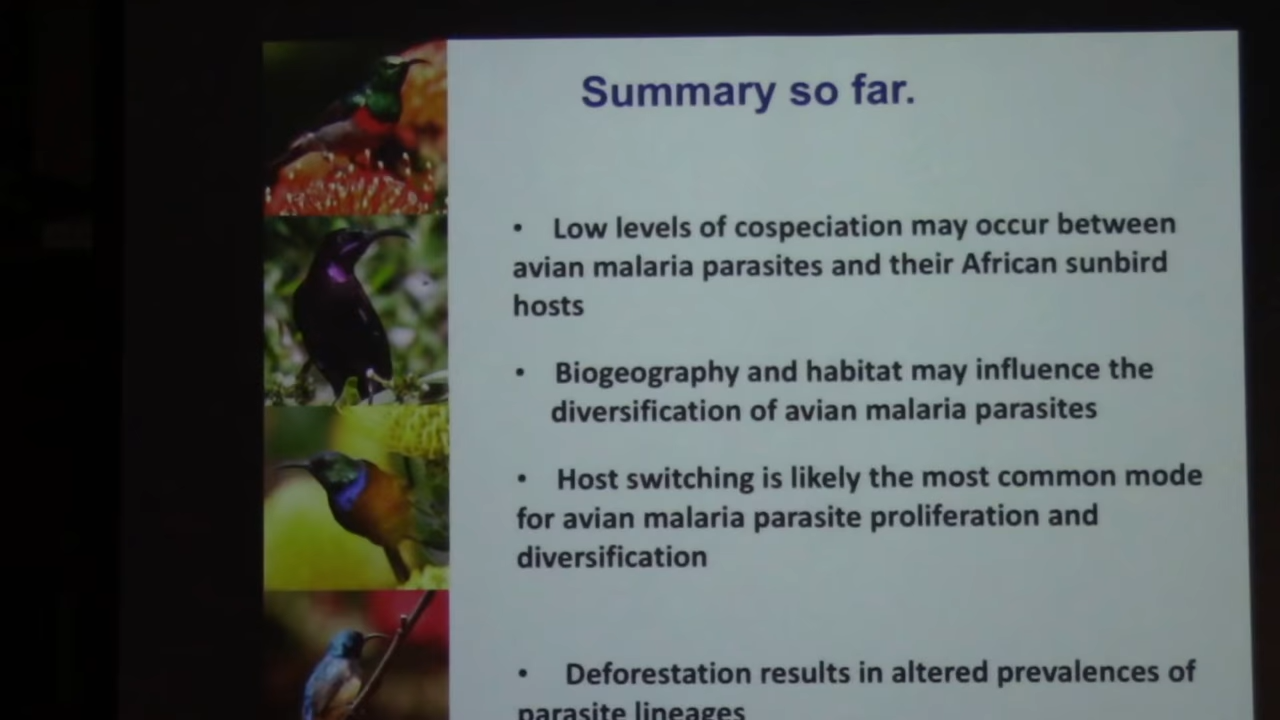 Summary so far.
• Low levels of cospeciation may occur between
avian malaria parasites and their African sunbird
hosts
• Biogeography and habitat may influence the
diversification of avian malaria parasites
• Host switching is likely the most common mode
for avian malaria parasite proliferation and
diversification
• Deforestation results in altered prevalences of
parasite lineages